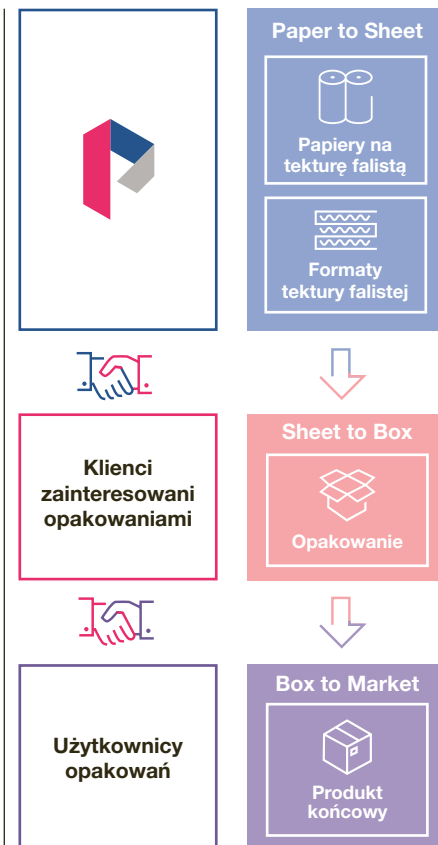 Paper to Sheet
Papiery na
tekturę falistą
Formaty
tektury falistej
Klienci
zainteresowani
opakowaniami
Sheet to Box
Opakowanie
Użytkownicy
opakowań
Box to Market
Produkt
końcowy